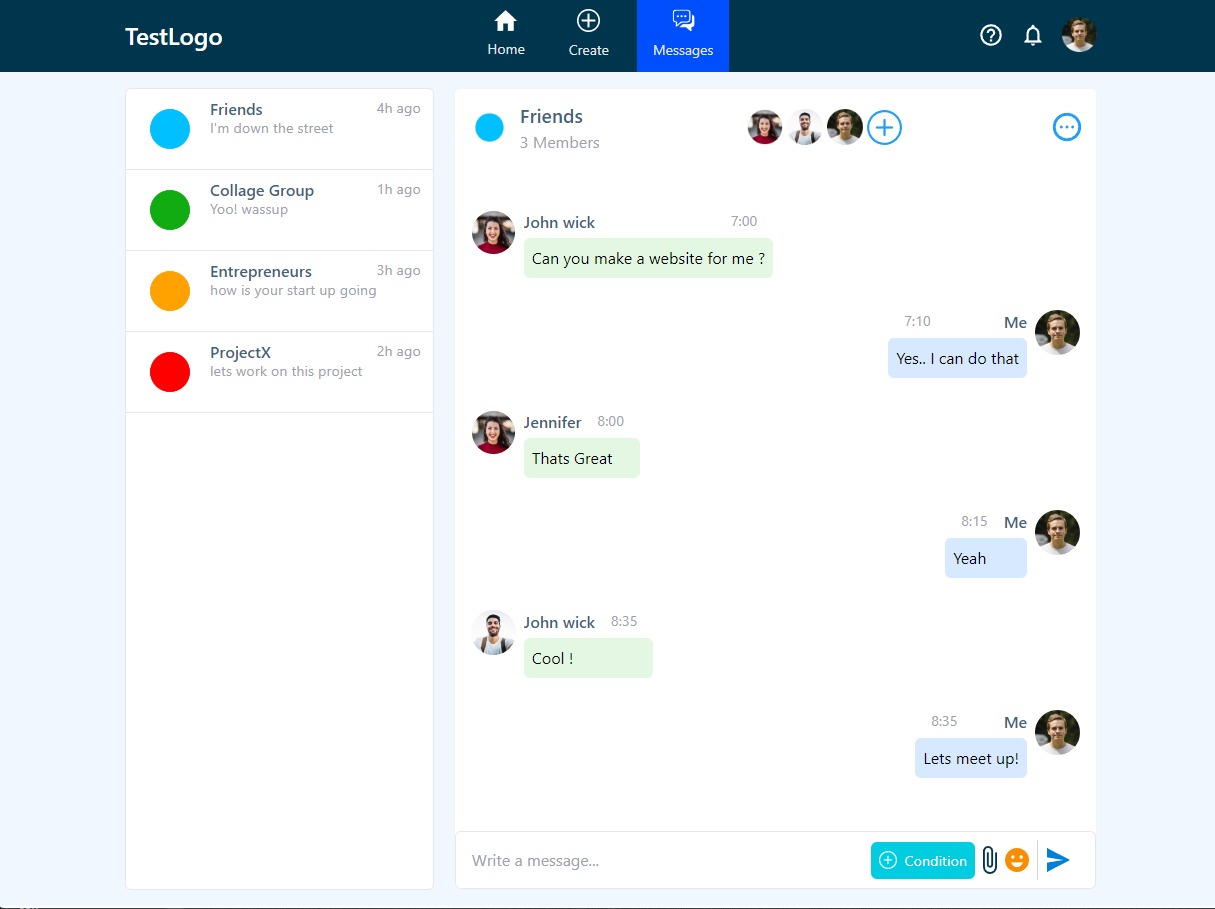 TestLogo
Home
Create
Messages
Friends
4h ago
I'm down the street
Collage Group
1h ago
Yoo! wassup
Entrepreneurs
3h ago
how is your start up going
ProjectX
2h ago
lets work on this project
Friends
3 Members
John wick
7:00
Can you make a website for me ?
7:10
Me
Yes.. I can do that
Jennifer
8:00
Thats Great
8:15
Me
Yeah
John wick
8:35
Cool !
8:35
Me
Lets meet up!
Write a message...
Condition